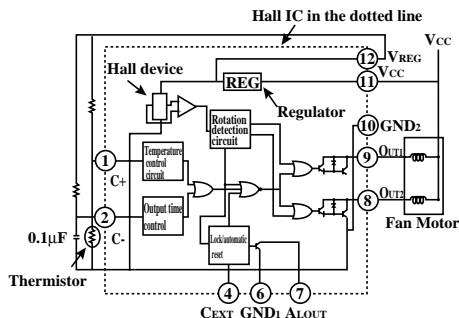 Hall IC in the dotted line
VCC
12
VREG
Hall device
REG
11
VCC
Regulator
10
GND2
Rotation
detection
circuit
9
OUT1
1
C+
Temperature
control
circuit
8
OUT2
2
C-
Output time
control
Fan Motor
0.1µF
Lock/automatic
reset
Thermistor
4
6
7
CEXT
GND1
ALOUT